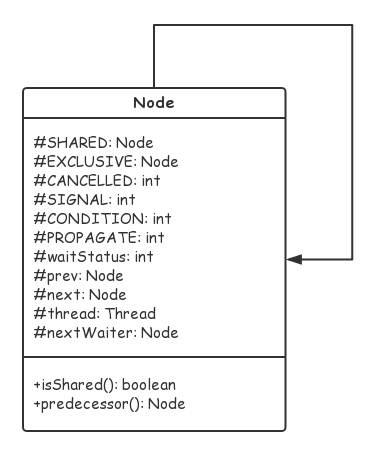 Node
#SHARED: Node
#EXCLUSIVE: Node
#CANCELLED: int
#SIGNAL: int
#CONDITION: int
#PROPAGATE: int
#waitStatus: int
#prev: Node
#next: Node
#thread: Thread
#nextWaiter: Node
+isShared(): boolean
+predecessor(): Node